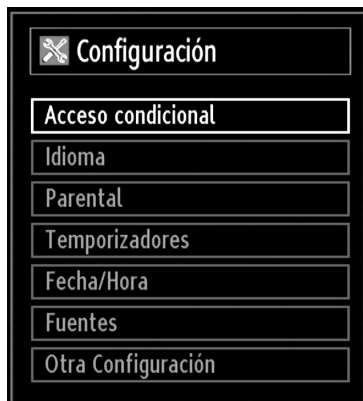 Configuración
Acceso condicional
Idioma
Parental
Temporizadores
Fecha/Hora
Fuentes
Otra Configuración